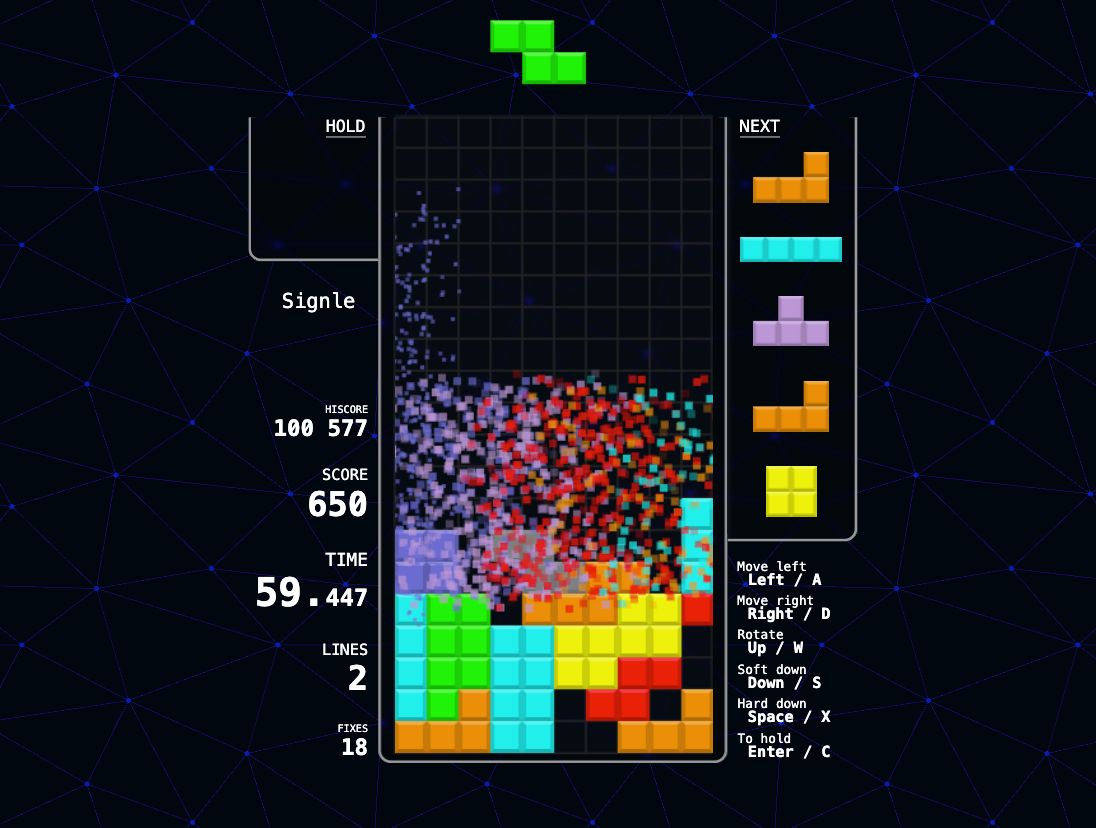 HOLD
NEXT
Signle
HISCORE
100 577
SCORE
650
TIME
59.447
LINES
2
FIXES
18
Move left
Left / A
Move right
Right / D
Rotate
Up / W
Soft down
Down / S
Hard down
Space / X
To hold
Enter / C